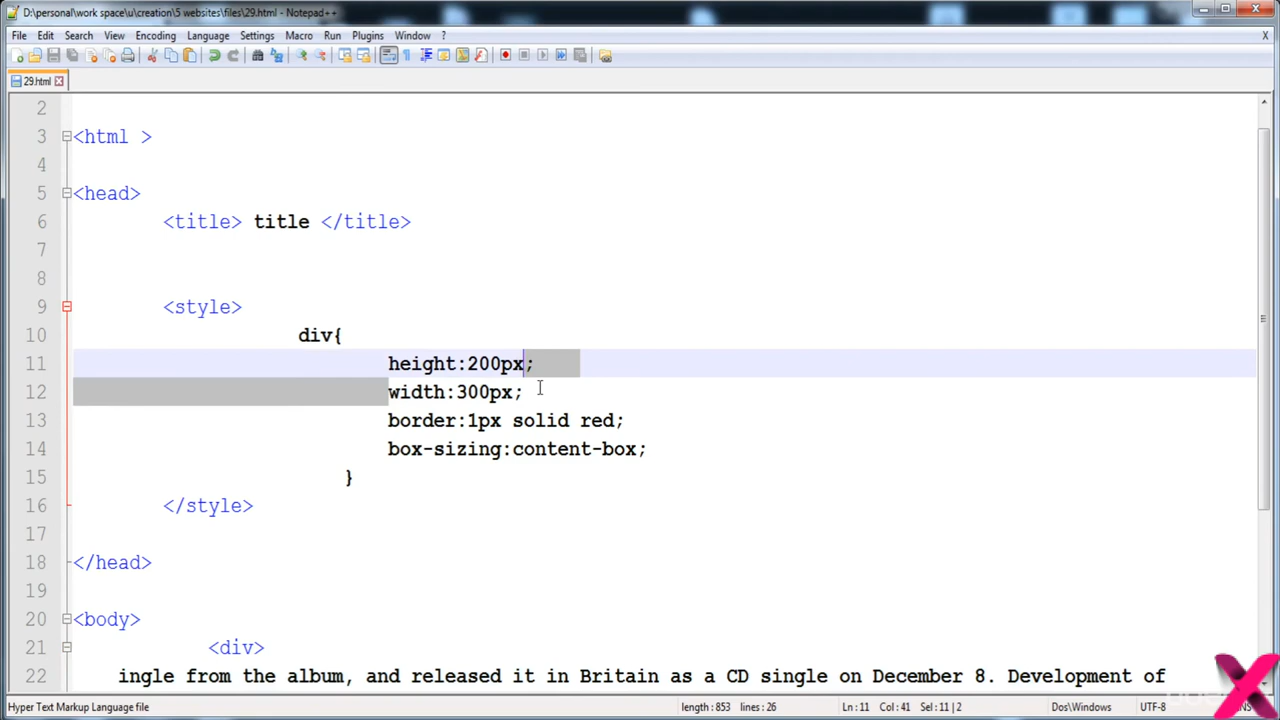 D:\personal\work space\u\creation\5 websites\files\29.html - Notepad++
File Edit Search View Encoding Language Settings Macro Run Plugins Window ? X
29.html
2
3 <html >
4
5 <head>
6 <title> title </title>
7
8
9 <style>
10 div{
11 height:200px;
12 width:300px;
13 border:1px solid red;
14 box-sizing:content-box;
15 }
16 </style>
17
18 </head>
19
20 <body>
21 <div>
22 ingle from the album, and released it in Britain as a CD single on December 8. Development of
Hyper Text Markup Language file length:853 lines:26 Ln:11 Col:41 Sel:11|2 Dos\Windows UTF-8